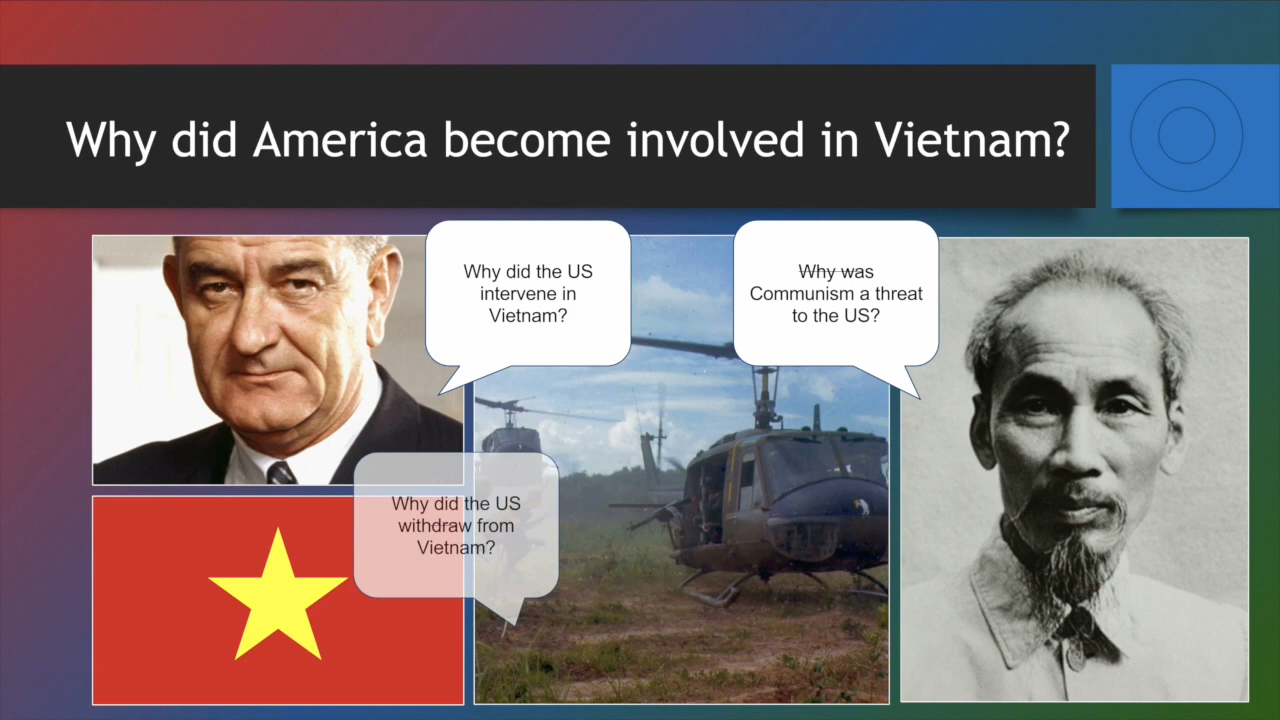 Why did America become involved in Vietnam?
Why did the US
intervene in
Vietnam?
Why was
Communism a threat
to the US?
Why did the US
withdraw from
Vietnam?